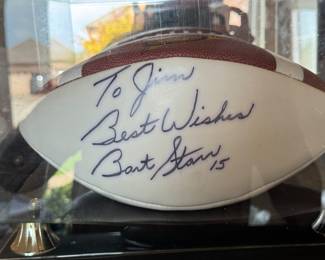 To Jim
Best Wishes
Bart Starr 15